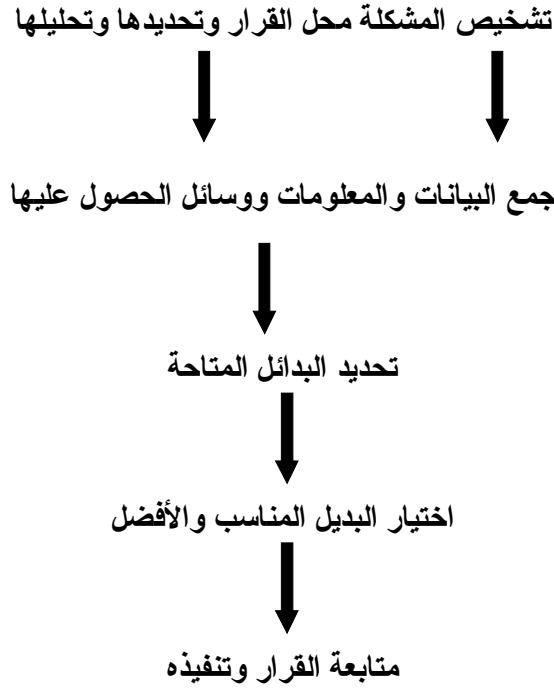 تشخيص المشكلة محل القرار وتحديدها وتحليلها
جمع البيانات والمعلومات ووسائل الحصول عليها
تحديد البدائل المتاحة
اختيار البديل المناسب والأفضل
متابعة القرار وتنفيذه